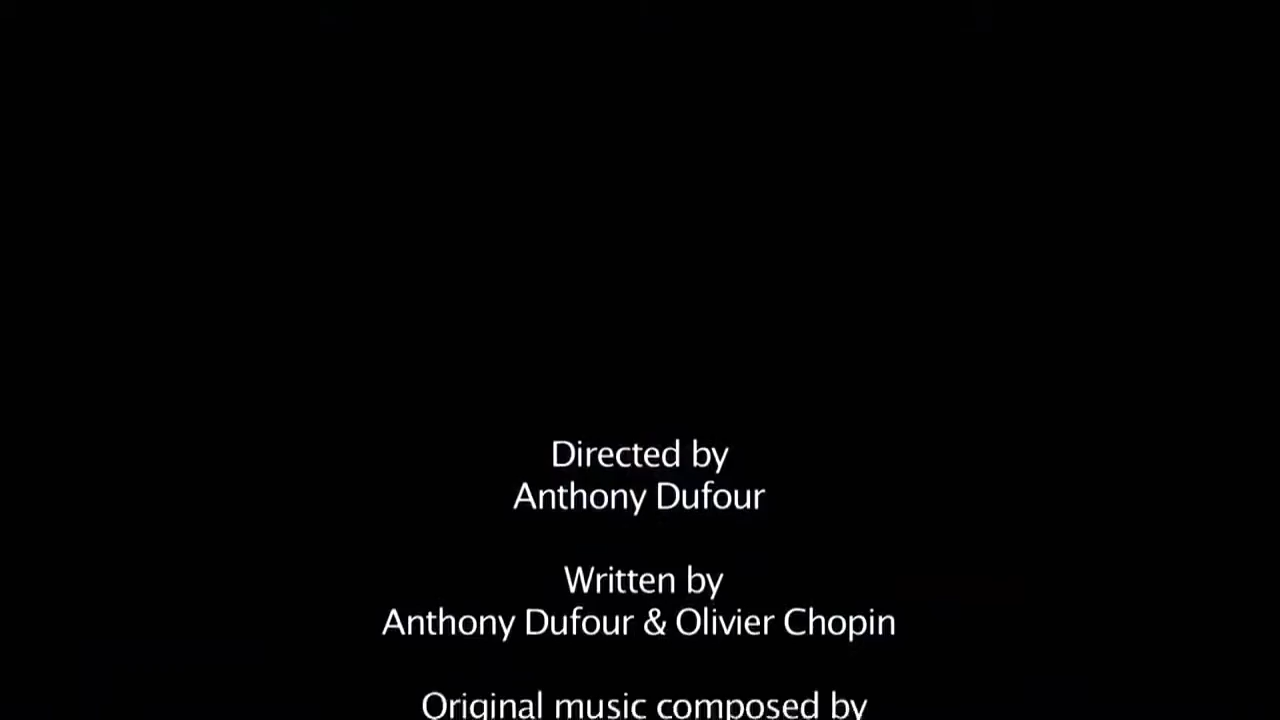 Directed by
Anthony Dufour
Written by
Anthony Dufour & Olivier Chopin
Original music composed by